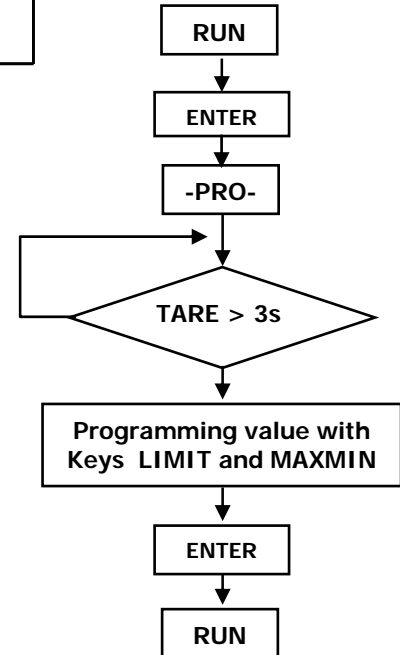 RUN
ENTER
-PRO-
TARE > 3s
Programming value with
Keys LIMIT and MAXMIN
ENTER
RUN